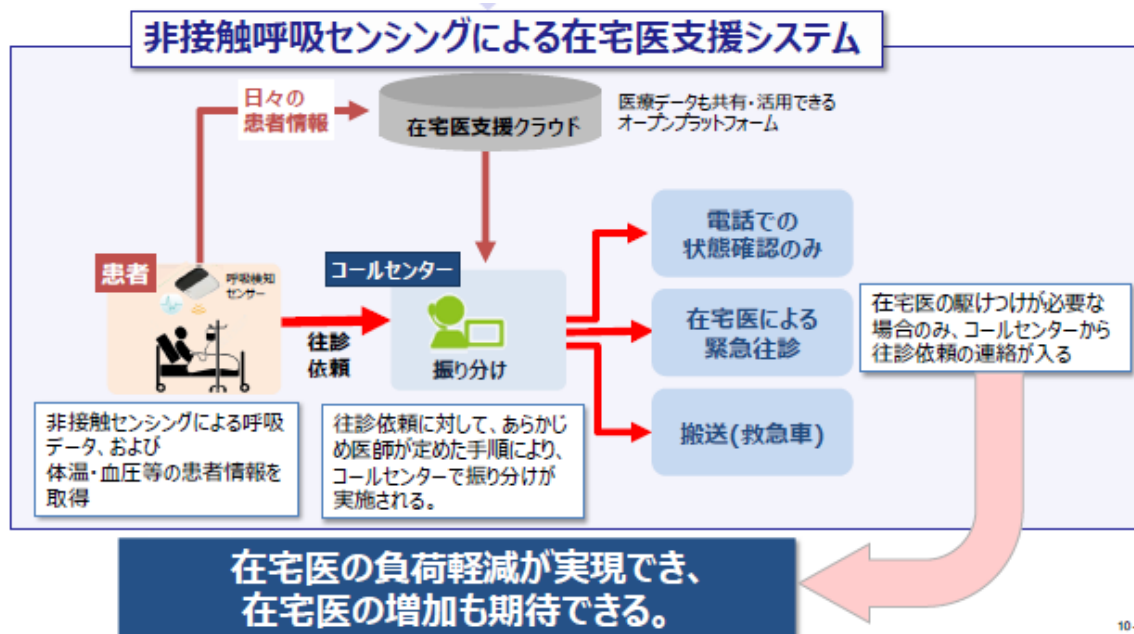 非接触呼吸センシングによる在宅医支援システム
日々の
患者情報
在宅医支援クラウド
医療データも共有・活用できる
オープンプラットフォーム
患者
呼吸検知
センサー
往診
依頼
コールセンター
振り分け
電話での
状態確認のみ
在宅医による
緊急往診
搬送(救急車)
在宅医の駆けつけが必要な
場合のみ、コールセンターから
往診依頼の連絡が入る
非接触センシングによる呼吸
データ、および
体温・血圧等の患者情報を
取得
往診依頼に対して、あらかじ
め医師が定めた手順により、
コールセンターで振り分けが
実施される。
在宅医の負荷軽減が実現でき、
在宅医の増加も期待できる。
10